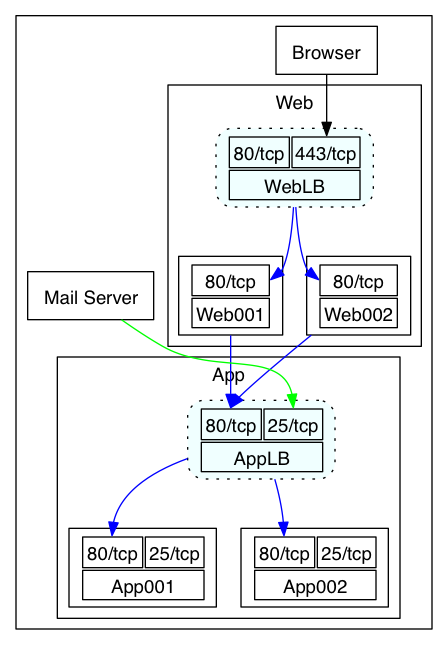 Browser
Web
80/tcp 443/tcp
WebLB
80/tcp 80/tcp
Web001 Web002
Mail Server
App
80/tcp 25/tcp
AppLB
80/tcp 25/tcp 80/tcp 25/tcp
App001 App002